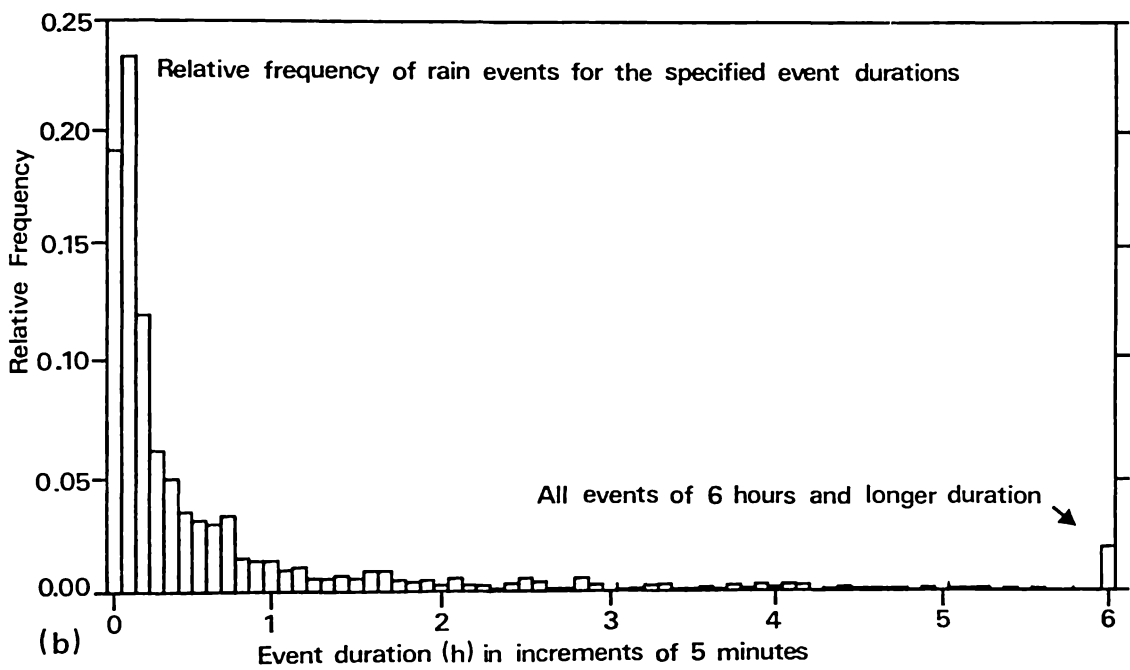 0.25
Relative frequency of rain events for the specified event durations
0.20
0.15
0.10
0.05
0.00
Relative Frequency
All events of 6 hours and longer duration
0 1 2 3 4 5 6
(b)
Event duration (h) in increments of 5 minutes